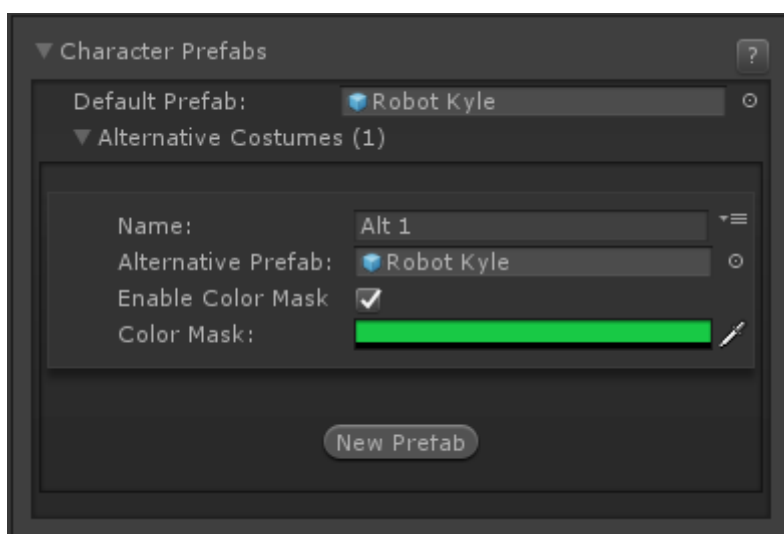 Character Prefabs
?
Default Prefab: Robot Kyle
Alternative Costumes (1)
Name: Alt 1
Alternative Prefab: Robot Kyle
Enable Color Mask
Color Mask:
New Prefab